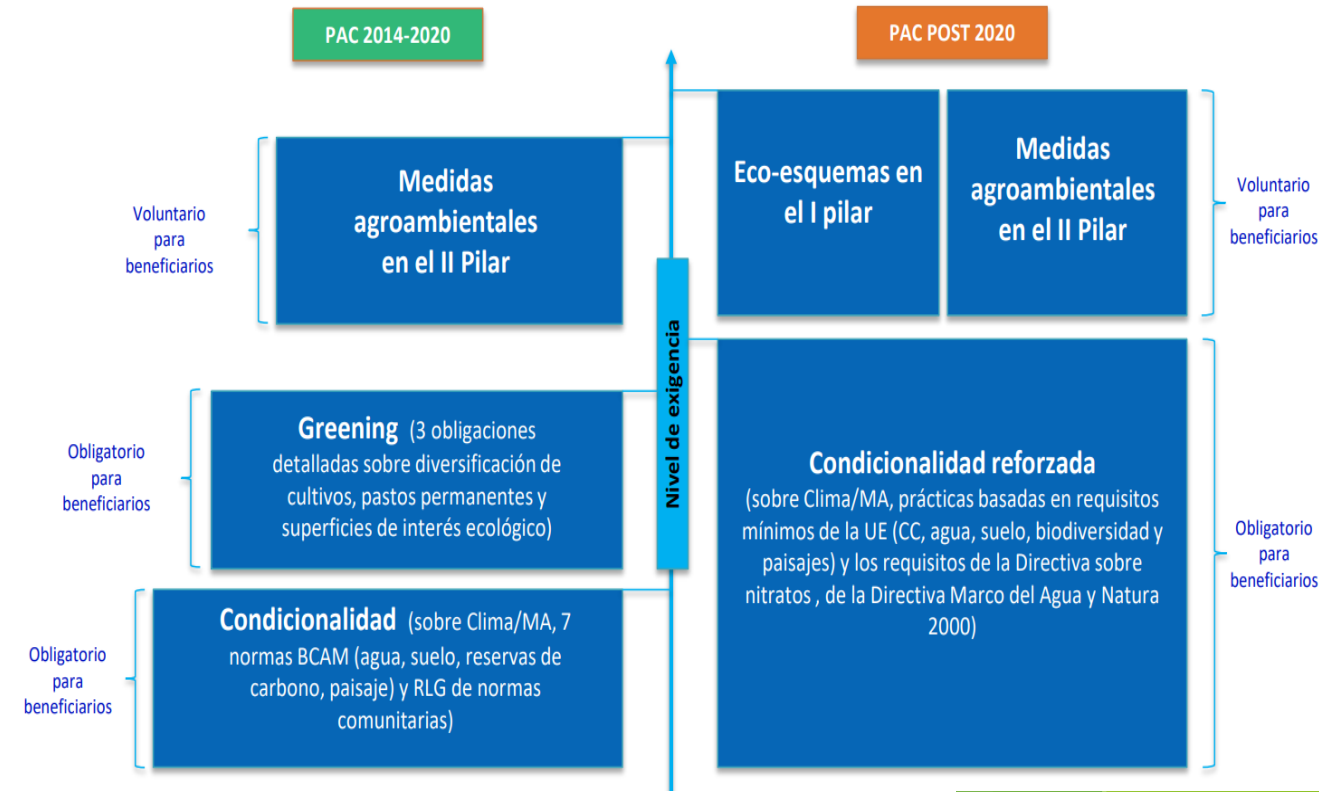 PAC 2014-2020
PAC POST 2020
Voluntario
para
beneficiarios
Medidas
agroambientales
en el II Pilar
Eco-esquemas en
el I pilar
Medidas
agroambientales
en el II Pilar
Voluntario
para
beneficiarios
Nivel de exigencia
Obligatorio
para
beneficiarios
Greening (3 obligaciones
detalladas sobre diversificación de
cultivos, pastos permanentes y
superficies de interés ecológico)
Obligatorio
para
beneficiarios
Condicionalidad (sobre Clima/MA, 7
normas BCAM (agua, suelo, reservas de
carbono, paisaje) y RLG de normas
comunitarias)
Condicionalidad reforzada
(sobre Clima/MA, prácticas basadas en requisitos
mínimos de la UE (CC, agua, suelo, biodiversidad y
paisajes) y los requisitos de la Directiva sobre
nitratos , de la Directiva Marco del Agua y Natura
2000)
Obligatorio
para
beneficiarios